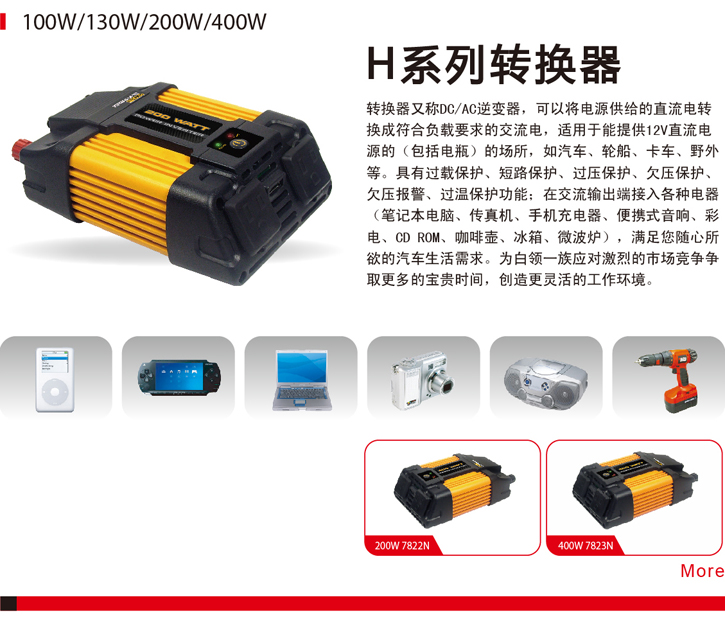 100W/130W/200W/400W
H系列转换器
转换器又称DC/AC逆变器，可以将电源供给的直流电转
换成符合负载要求的交流电，适用于能提供12V直流电
源的（包括电瓶）的场所，如汽车、轮船、卡车、野外
等。具有过载保护、短路保护、过压保护、欠压保护、
欠压报警、过温保护功能；在交流输出端接入各种电器
（笔记本电脑、传真机、手机充电器、便携式音响、彩
电、CD ROM、咖啡壶、冰箱、微波炉），满足您随心所
欲的汽车生活需求。为白领一族应对激烈的市场竞争争
取更多的宝贵时间，创造更灵活的工作环境。
200 WATT
POWER INVERTER
200W 7822N
400W 7823N
More